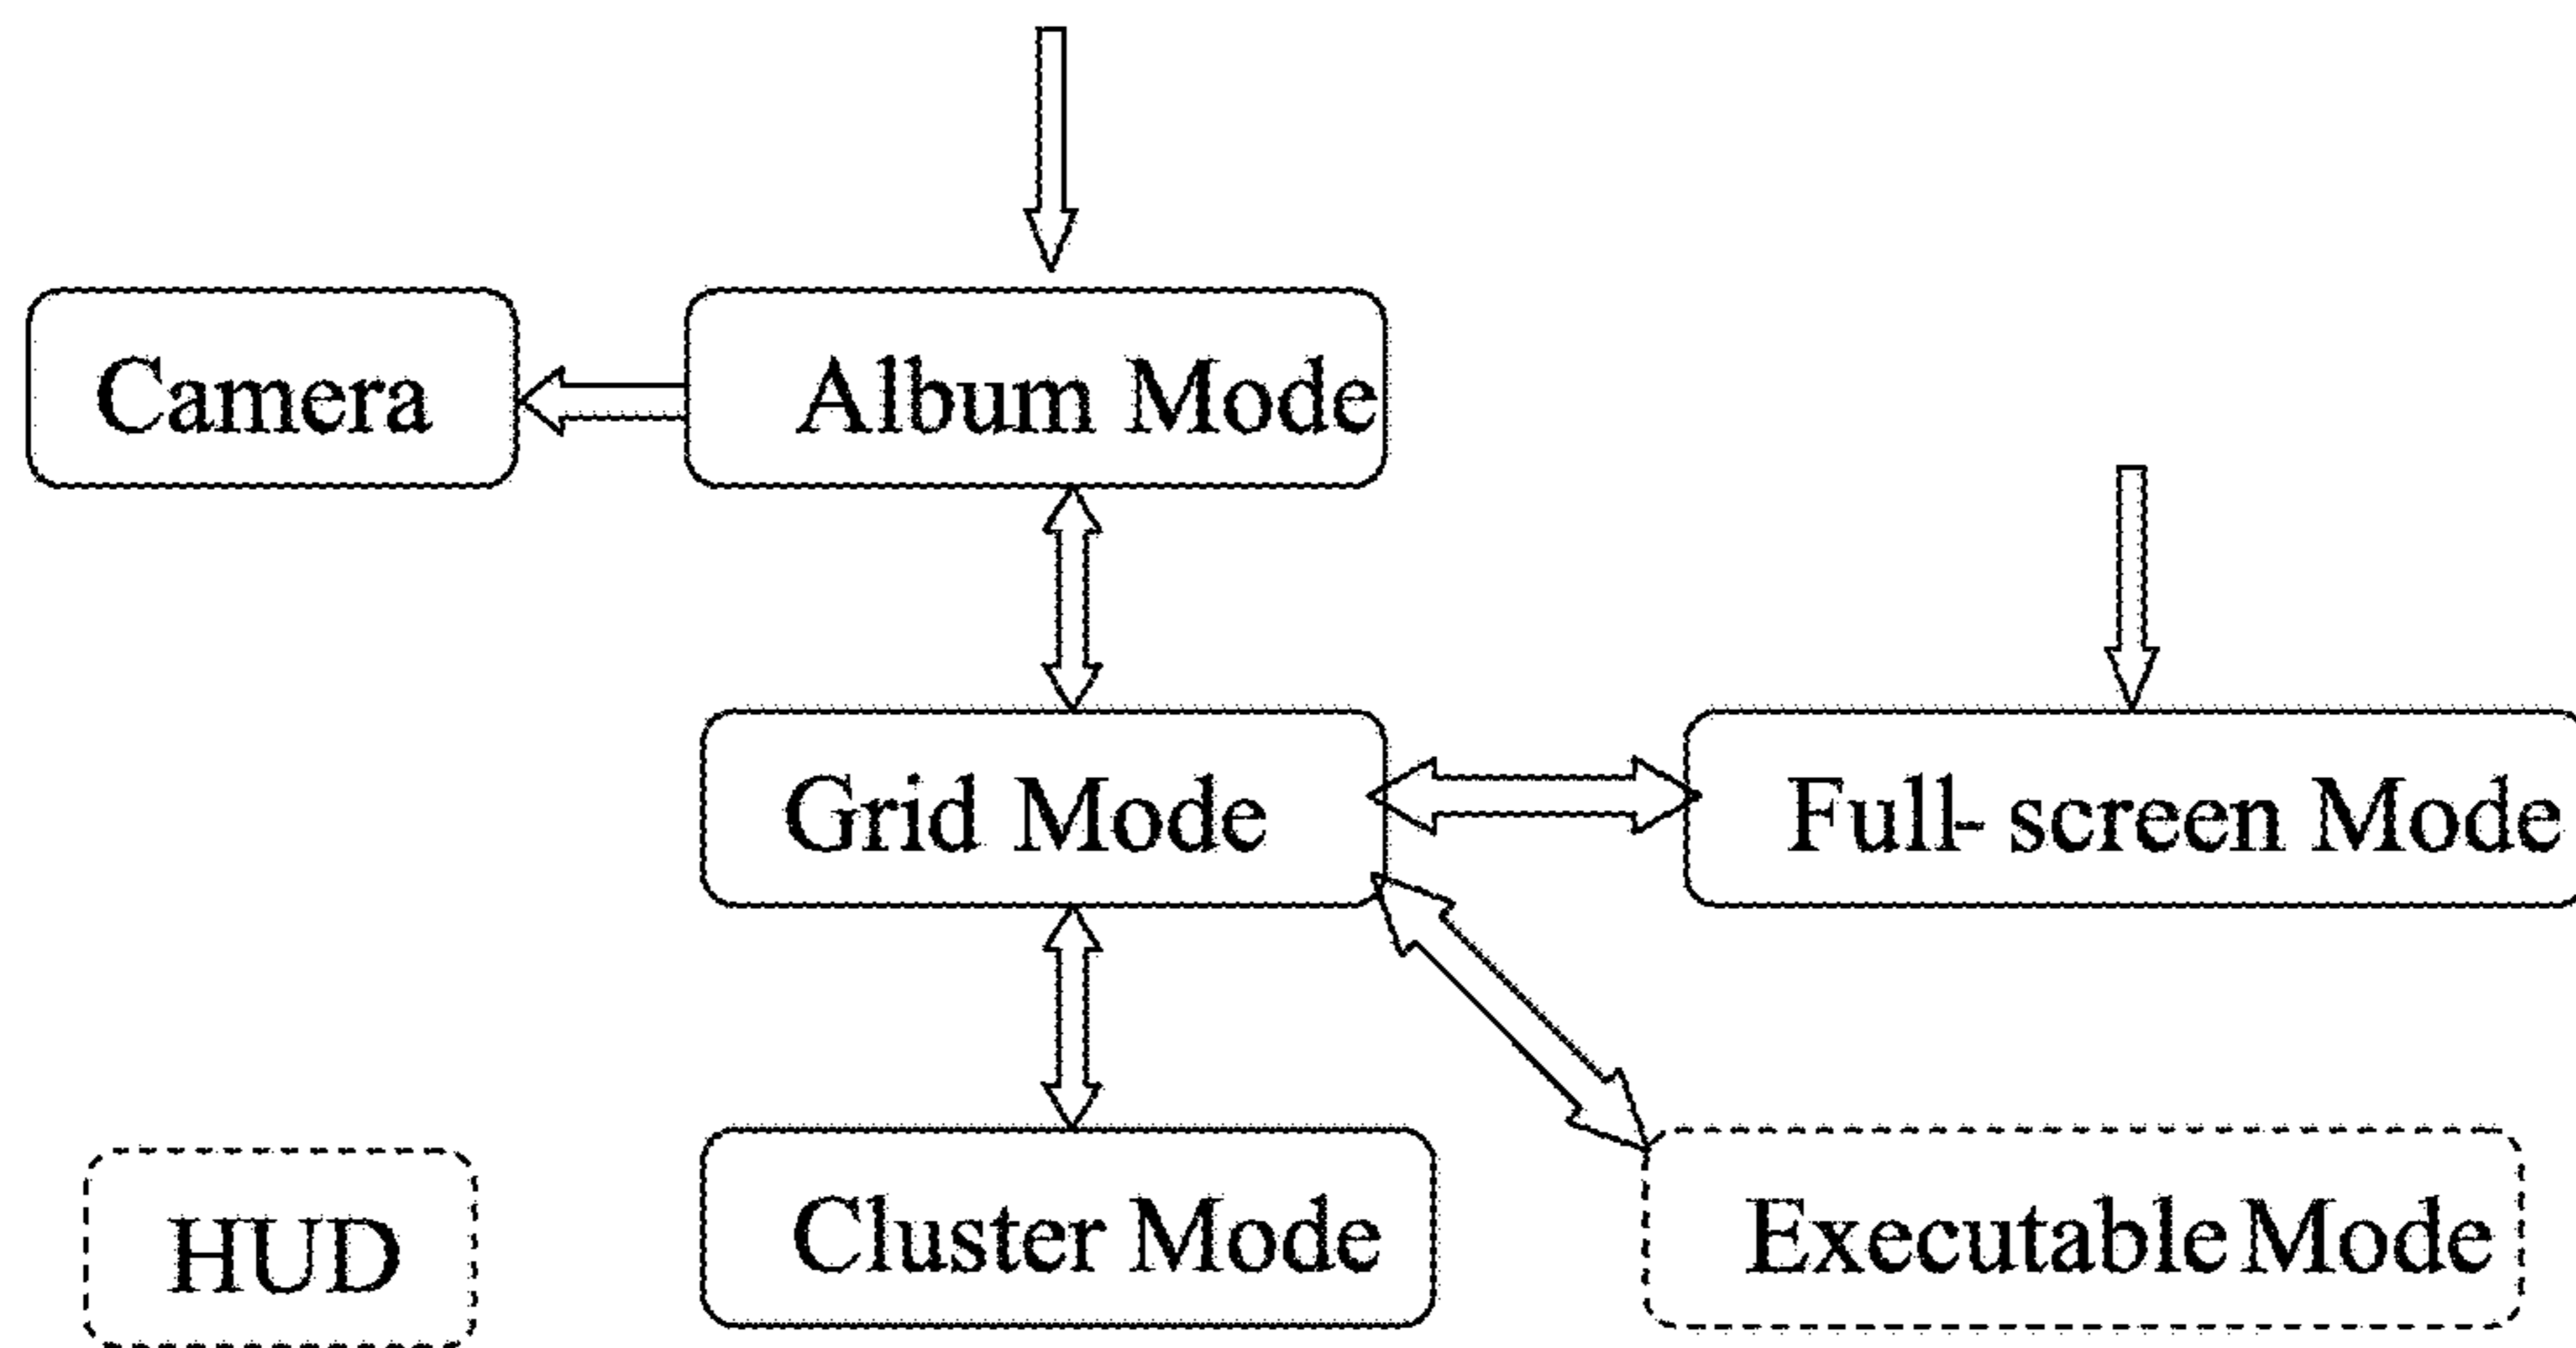 Camera
Album Mode
Grid Mode
Full- screen Mode
HUD
Cluster Mode
Executable Mode